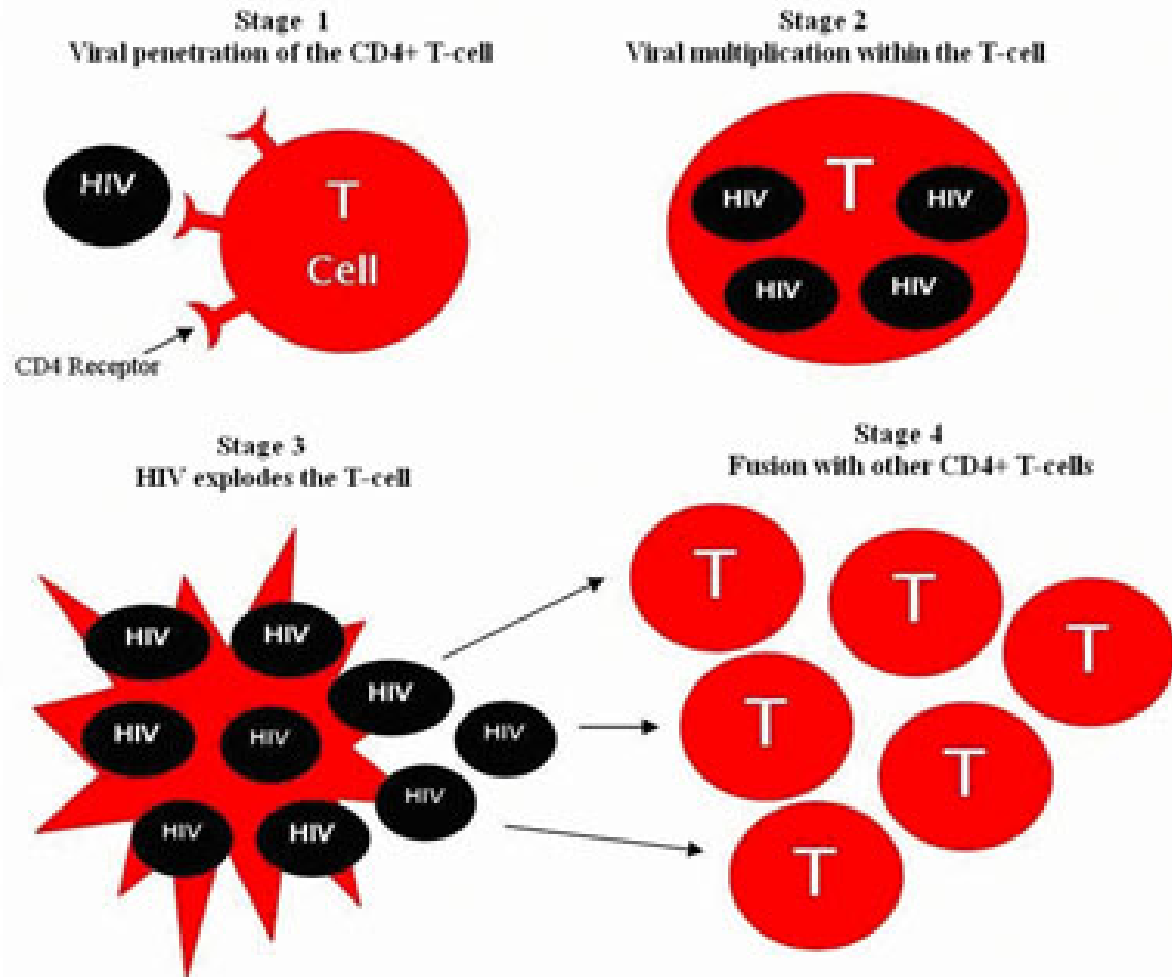 Stage 1
Viral penetration of the CD4+ T-cell
HIV
T
Cell
CD4 Receptor
Stage 2
Viral multiplication within the T-cell
T
HIV
HIV
HIV
HIV
Stage 3
HIV explodes the T-cell
HIV
HIV
HIV
HIV
HIV
HIV
HIV
HIV
HIV
Stage 4
Fusion with other CD4+ T-cells
T
T
T
T
T
T